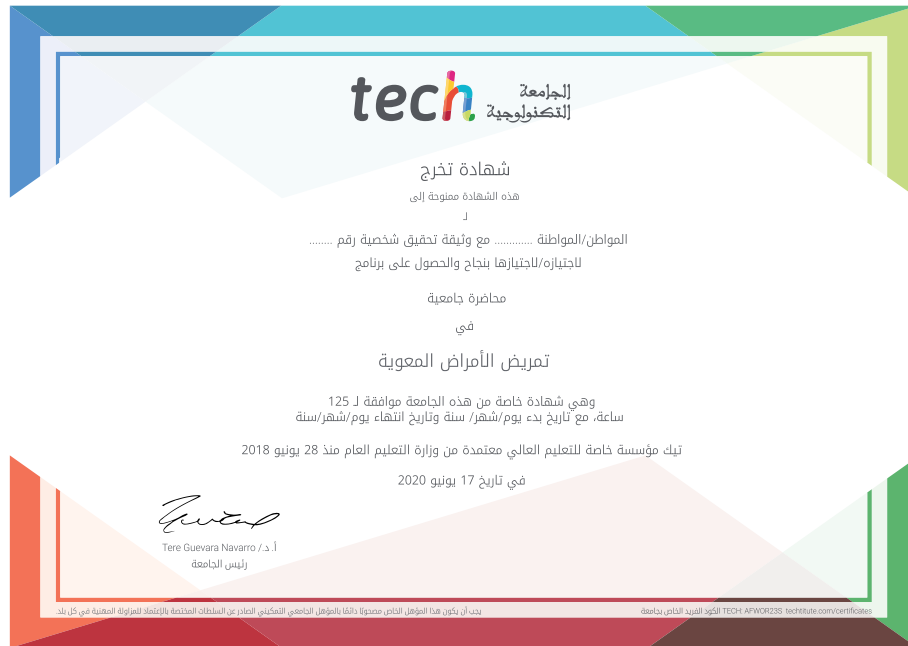 tech الجامعة
التكنولوجية
شهادة تخرج
هذه الشهادة ممنوحة إلى
لـ
المواطن/المواطنة ............. مع وثيقة تحقيق شخصية رقم ........
لاجتيازه/لاجتيازها بنجاح والحصول على برنامج
محاضرة جامعية
في
تمريض الأمراض المعوية
وهي شهادة خاصة من هذه الجامعة موافقة لـ 125
ساعة، مع تاريخ بدء يوم/شهر/ سنة وتاريخ انتهاء يوم/شهر/سنة
تيك مؤسسة خاصة للتعليم العالي معتمدة من وزارة التعليم العام منذ 28 يونيو 2018
في تاريخ 17 يونيو 2020
أ. د./ Tere Guevara Navarro
رئيس الجامعة
يجب أن يكون هذا المؤهل الخاص مصحوبًا دائمًا بالمؤهل الجامعي التمكيني الصادر عن السلطات المختصة بالإعتماد للمزاولة المهنية في كل بلد.
الكود الفريد الخاص بجامعة TECH: AFWOR23S techtitute.com/certificates